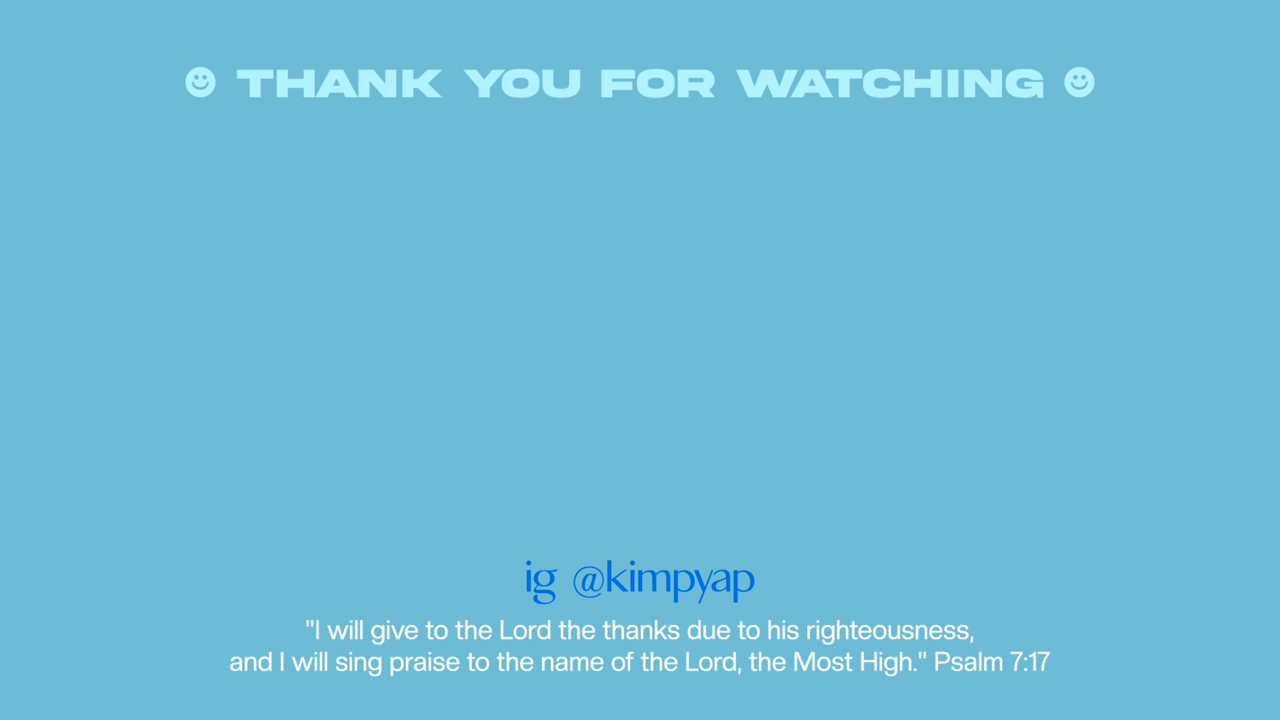 ☻ THANK YOU FOR WATCHING ☻
ig @kimpyap
"I will give to the Lord the thanks due to his righteousness,
and I will sing praise to the name of the Lord, the Most High." Psalm 7:17